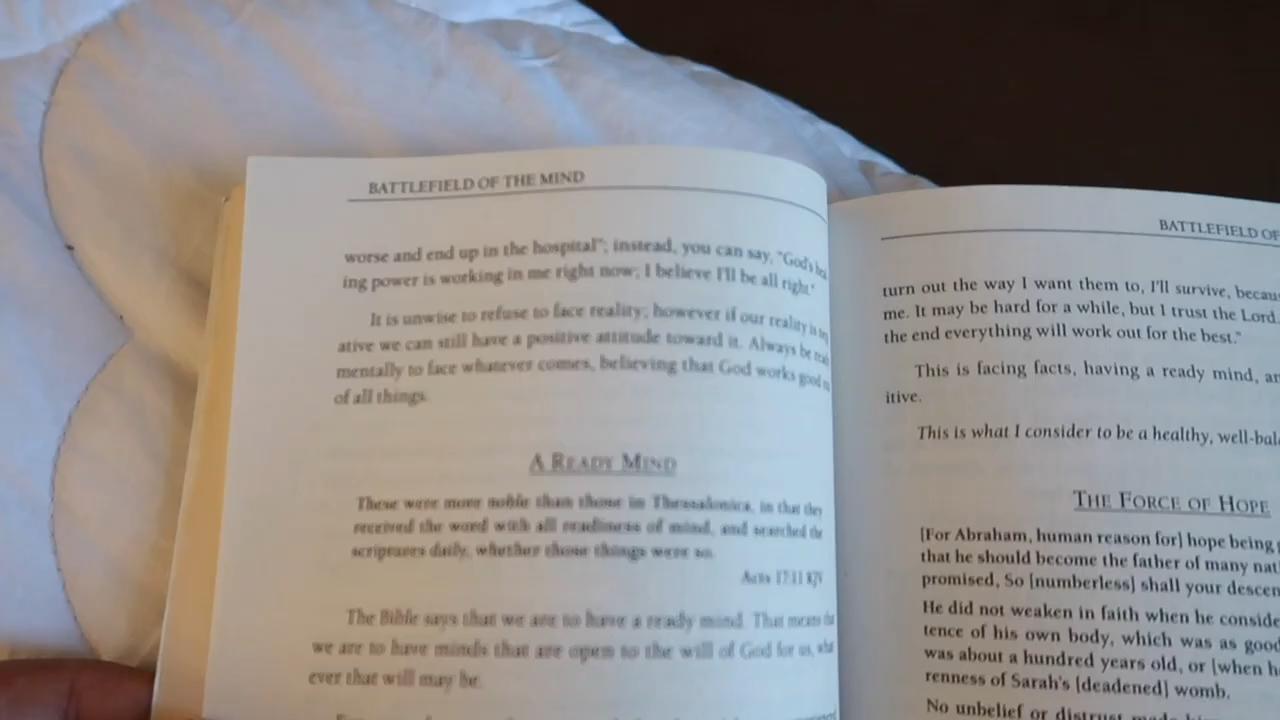 BATTLEFIELD OF THE MIND
worse and end up in the hospital"; instead, you can say, "God's
ing power is working in me right now; I believe I'll be all right."
It is unwise to refuse to face reality; however if our reality is
ative we can still have a positive attitude toward it. Always be
mentally to face whatever comes, believing that God works good
of all things.
A READY MIND
These were more noble than those in Thessalonica, in that they
received the word with all readiness of mind, and searched the
scriptures daily, whether those things were so.
Acts 17:11 KJV
The Bible says that we are to have a ready mind. That means that
we are to have minds that are open to the will of God for us, what
ever that will may be.
BATTLEFIELD OF
turn out the way I want them to, I'll survive, becau
me. It may be hard for a while, but I trust the Lord.
the end everything will work out for the best."
This is facing facts, having a ready mind, an
itive.
This is what I consider to be a healthy, well-bal
THE FORCE OF HOPE
[For Abraham, human reason for] hope being
that he should become the father of many nat
promised, So [numberless] shall your descen
He did not weaken in faith when he conside
tence of his own body, which was as good
was about a hundred years old, or [when he
renness of Sarah's [deadened] womb.
No unbelief or distrust made hi